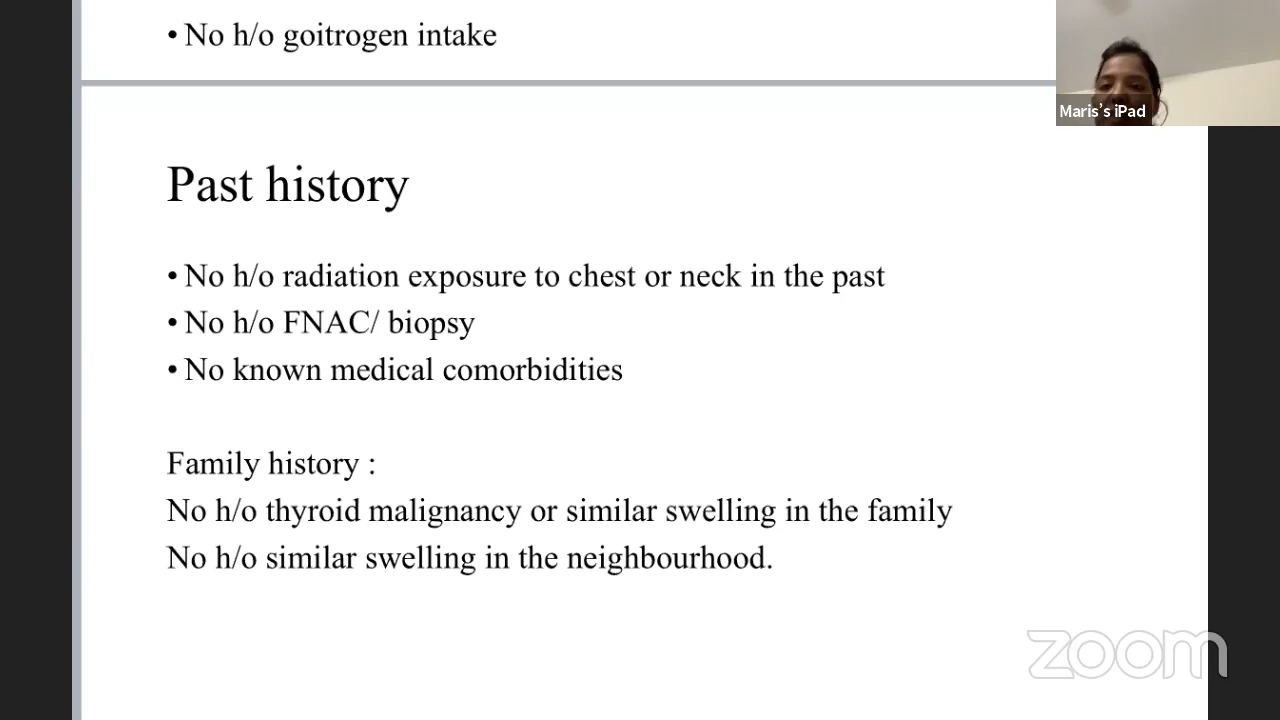 • No h/o goitrogen intake
Maris’s iPad
Past history
• No h/o radiation exposure to chest or neck in the past
• No h/o FNAC/ biopsy
• No known medical comorbidities
Family history :
No h/o thyroid malignancy or similar swelling in the family
No h/o similar swelling in the neighbourhood.
zoom